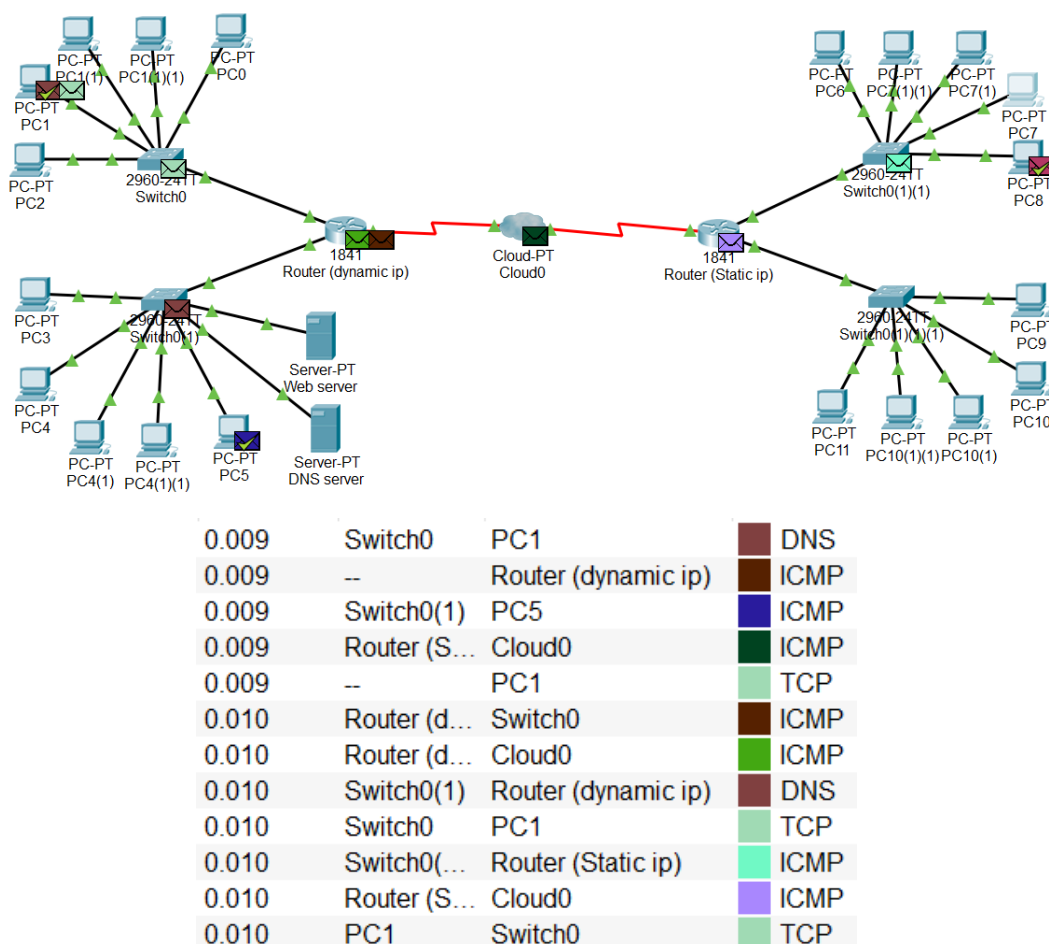 PC-PT
PC1(1)
PC-PT
PC1(1)(1)
PC-PT
PC0
PC-PT
PC1
PC-PT
PC2
2960-24TT
Switch0
1841
Router (dynamic ip)
Cloud-PT
Cloud0
1841
Router (Static ip)
PC-PT
PC6
PC-PT
PC7(1)(1)
PC-PT
PC7(1)
PC-PT
PC7
PC-PT
PC8
2960-24TT
Switch0(1)(1)
PC-PT
PC3
2960-24TT
Switch0(1)
Server-PT
Web server
PC-PT
PC4
PC-PT
PC4(1)
PC-PT
PC4(1)(1)
PC-PT
PC5
Server-PT
DNS server
2960-24TT
Switch0(1)(1)(1)
PC-PT
PC9
PC-PT
PC10
PC-PT
PC11
PC-PT
PC10(1)(1)
PC-PT
PC10(1)
0.009 Switch0 PC1 DNS
0.009 -- Router (dynamic ip) ICMP
0.009 Switch0(1) PC5 ICMP
0.009 Router (S... Cloud0 ICMP
0.009 -- PC1 TCP
0.010 Router (d... Switch0 ICMP
0.010 Router (d... Cloud0 ICMP
0.010 Switch0(1) Router (dynamic ip) DNS
0.010 Switch0 PC1 TCP
0.010 Switch0(... Router (Static ip) ICMP
0.010 Router (S... Cloud0 ICMP
0.010 PC1 Switch0 TCP